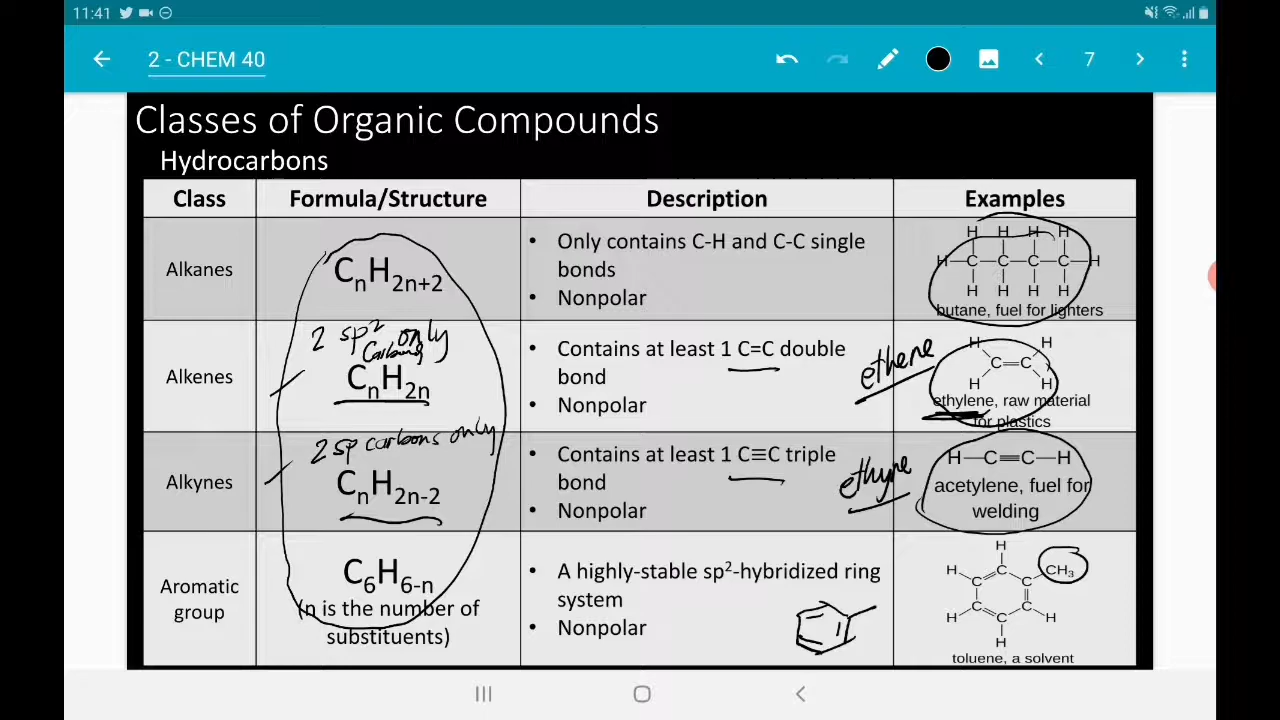 11:41
2 - CHEM 40
7
Classes of Organic Compounds
Hydrocarbons
Class
Formula/Structure
Description
Examples
Alkanes
CₙH₂ₙ₊₂
• Only contains C-H and C-C single
bonds
• Nonpolar
H H H H
H C C C C H
H H H H
butane, fuel for lighters
2 sp² only
Carbons
Alkenes
CₙH₂ₙ
• Contains at least 1 C=C double
bond
• Nonpolar
ethene
H H
C=C
H H
ethylene, raw material
for plastics
2 sp carbons only
Alkynes
CₙH₂ₙ₋₂
• Contains at least 1 C≡C triple
bond
• Nonpolar
ethyne
H—C≡C—H
acetylene, fuel for
welding
Aromatic
group
C₆H₆₋ₙ
(n is the number of
substituents)
• A highly-stable sp²-hybridized ring
system
• Nonpolar
H
H C CH₃
C C
C C
H C H
H
toluene, a solvent